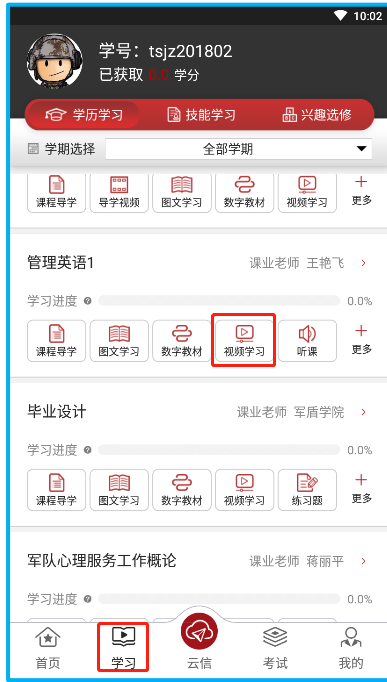 10:02
学号：tsjz201802
已获取 0.0 学分
学历学习 技能学习 兴趣选修
学期选择 全部学期
课程导学 导学视频 图文学习 数字教材 视频学习 更多
管理英语1 课业老师 王艳飞
学习进度 0.0%
课程导学 图文学习 数字教材 视频学习 听课 更多
毕业设计 课业老师 军盾学院
学习进度 0.0%
课程导学 图文学习 数字教材 视频学习 练习题 更多
军队心理服务工作概论 课业老师 蒋丽平
学习进度 0.0%
首页 学习 云信 考试 我的